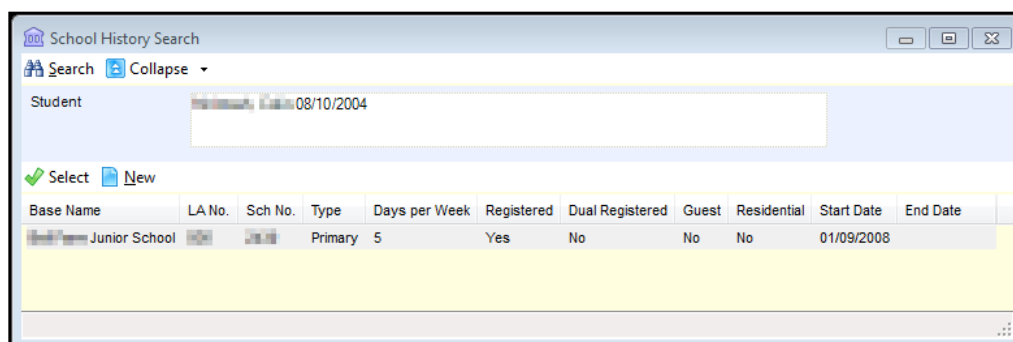 School History Search
Search Collapse
Student 08/10/2004
Select New
Base Name LA No. Sch No. Type Days per Week Registered Dual Registered Guest Residential Start Date End Date
Junior School Primary 5 Yes No No No 01/09/2008